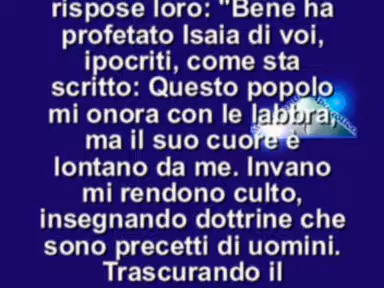 rispose loro: "Bene ha
profetato Isaia di voi,
ipocriti, come sta
scritto: Questo popolo
mi onora con le labbra,
ma il suo cuore è
lontano da me. Invano
mi rendono culto,
insegnando dottrine che
sono precetti di uomini.
Trascurando il